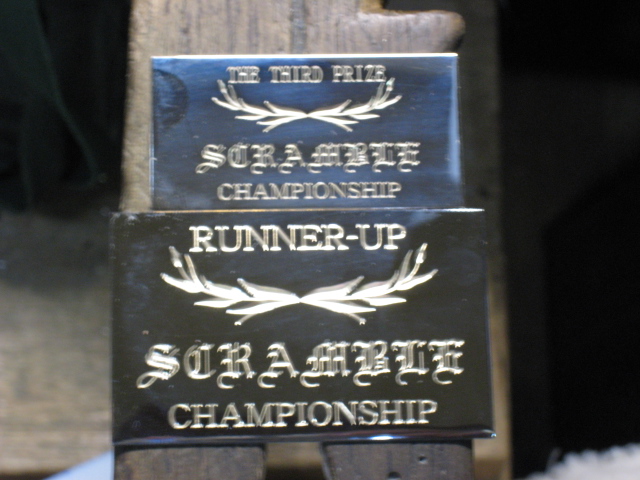 THE THIRD PRIZE
SCRAMBLE
CHAMPIONSHIP
RUNNER-UP
SCRAMBLE
CHAMPIONSHIP